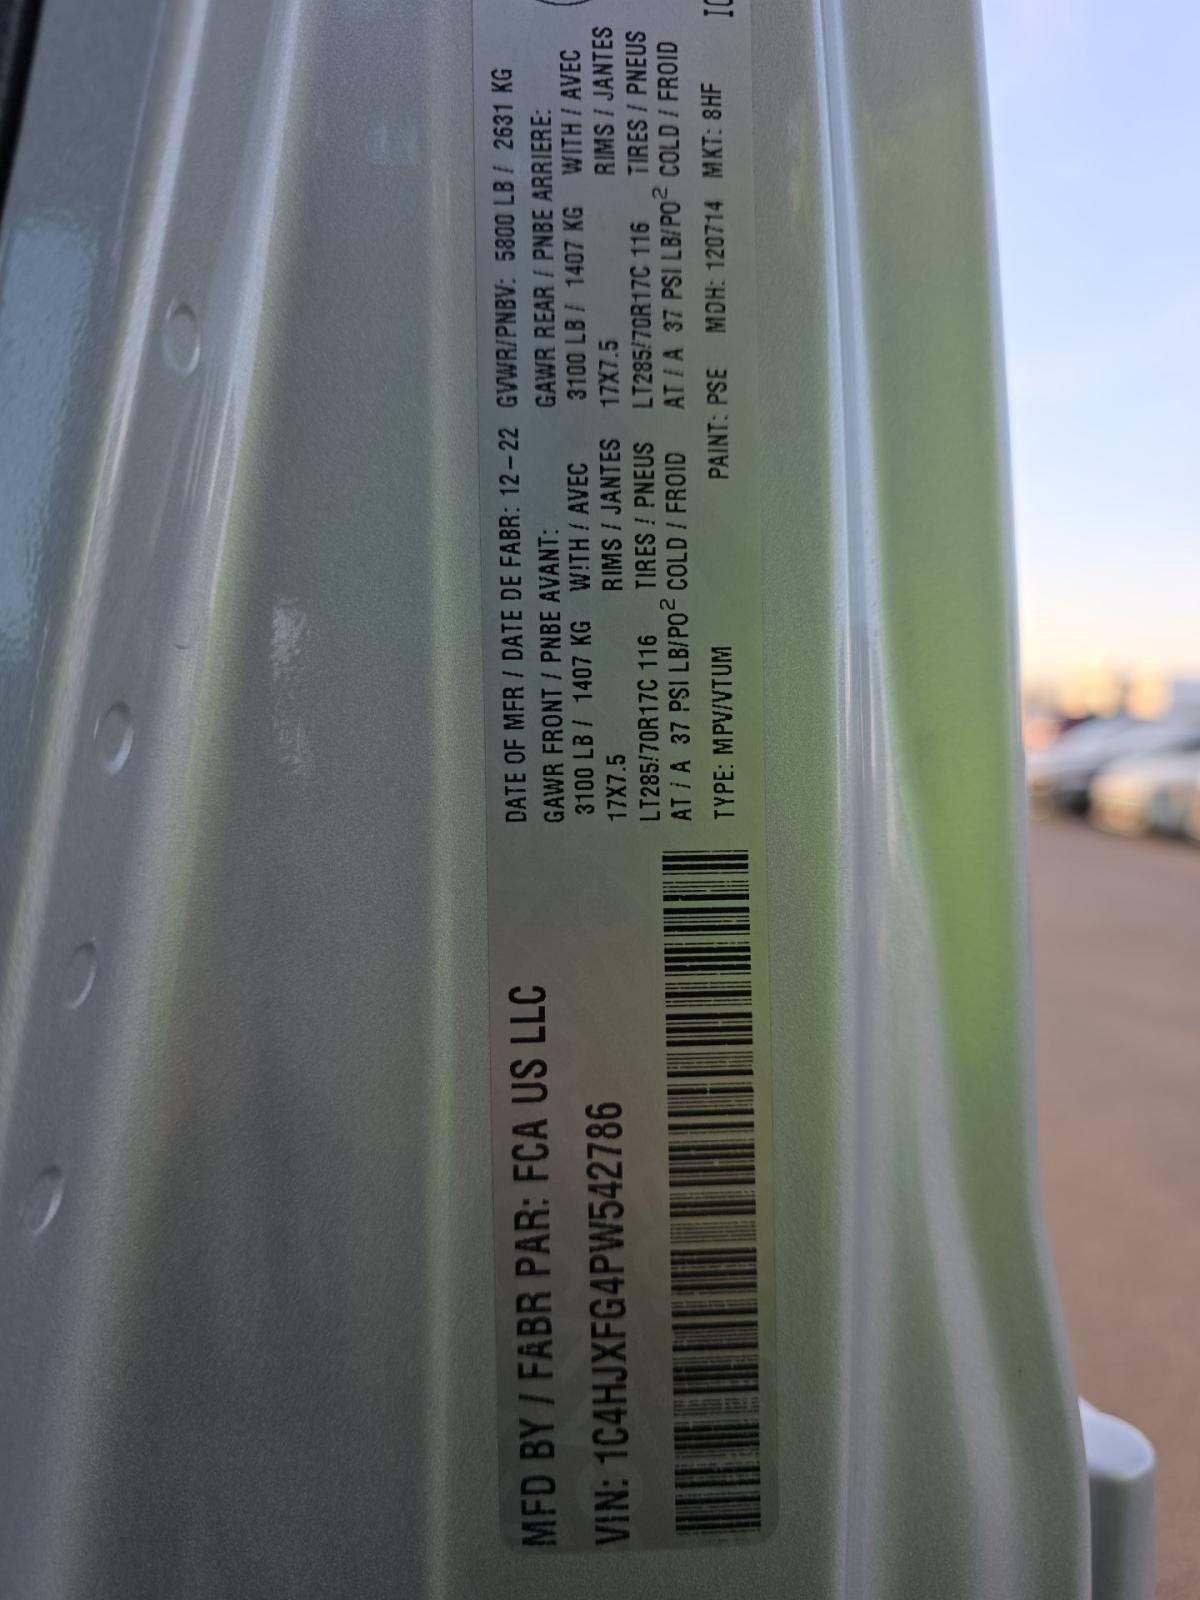 MFD BY / FABR PAR: FCA US LLC
VIN: 1C4HJXFG4PW542786
DATE OF MFR / DATE DE FABR: 12-22 GVWR/PNBV: 5800 LB / 2631 KG
GAWR FRONT / PNBE AVANT: GAWR REAR / PNBE ARRIERE:
3100 LB / 1407 KG WITH / AVEC 3100 LB / 1407 KG WITH / AVEC
17X7.5 RIMS / JANTES 17X7.5 RIMS / JANTES
LT285/70R17C 116 TIRES / PNEUS LT285/70R17C 116 TIRES / PNEUS
AT / A 37 PSI LB/PO² COLD / FROID AT / A 37 PSI LB/PO² COLD / FROID
TYPE: MPV/VTUM PAINT: PSE MDH: 120714 MKT: 8HF